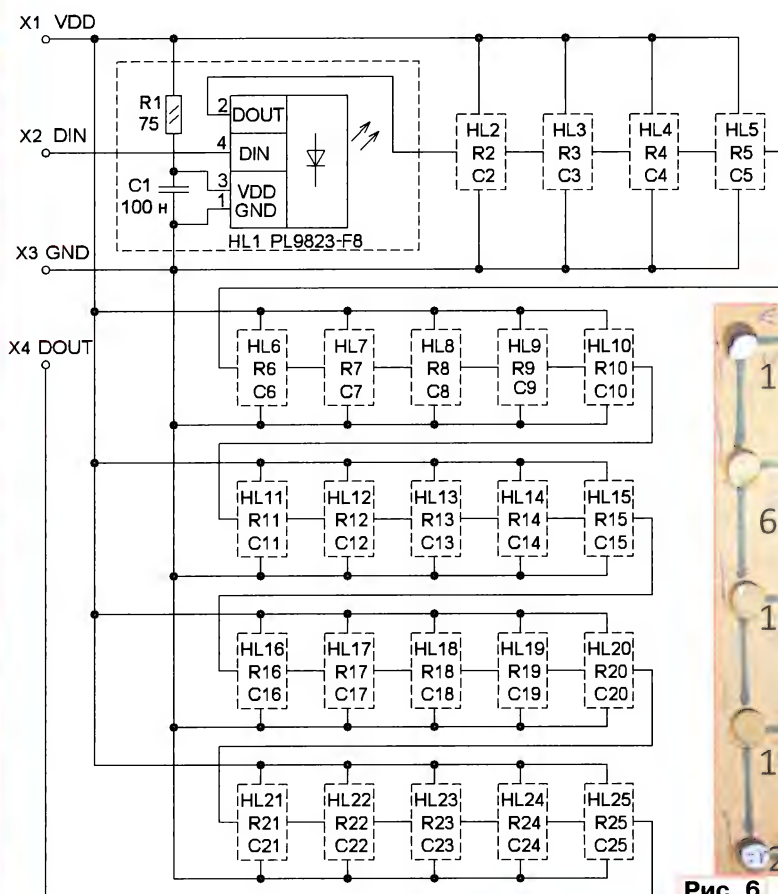 X1 VDD
R1
75
2
DOUT
X2 DIN
4
DIN
C1
100 н
3
VDD
1
GND
HL1 PL9823-F8
HL2
R2
C2
HL3
R3
C3
HL4
R4
C4
HL5
R5
C5
X3 GND
X4 DOUT
HL6
R6
C6
HL7
R7
C7
HL8
R8
C8
HL9
R9
C9
HL10
R10
C10
HL11
R11
C11
HL12
R12
C12
HL13
R13
C13
HL14
R14
C14
HL15
R15
C15
HL16
R16
C16
HL17
R17
C17
HL18
R18
C18
HL19
R19
C19
HL20
R20
C20
HL21
R21
C21
HL22
R22
C22
HL23
R23
C23
HL24
R24
C24
HL25
R25
C25
1
6
1
1
2
Рис. 6